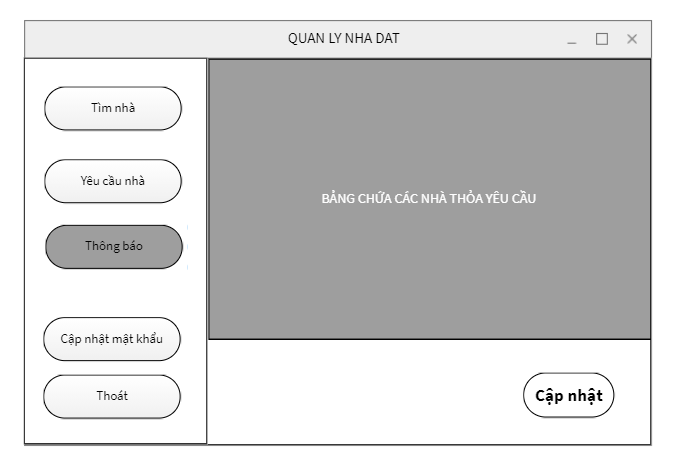 QUAN LY NHA DAT
Tìm nhà
Yêu cầu nhà
Thông báo
Cập nhật mật khẩu
Thoát
BẢNG CHỨA CÁC NHÀ THỎA YÊU CẦU
Cập nhật